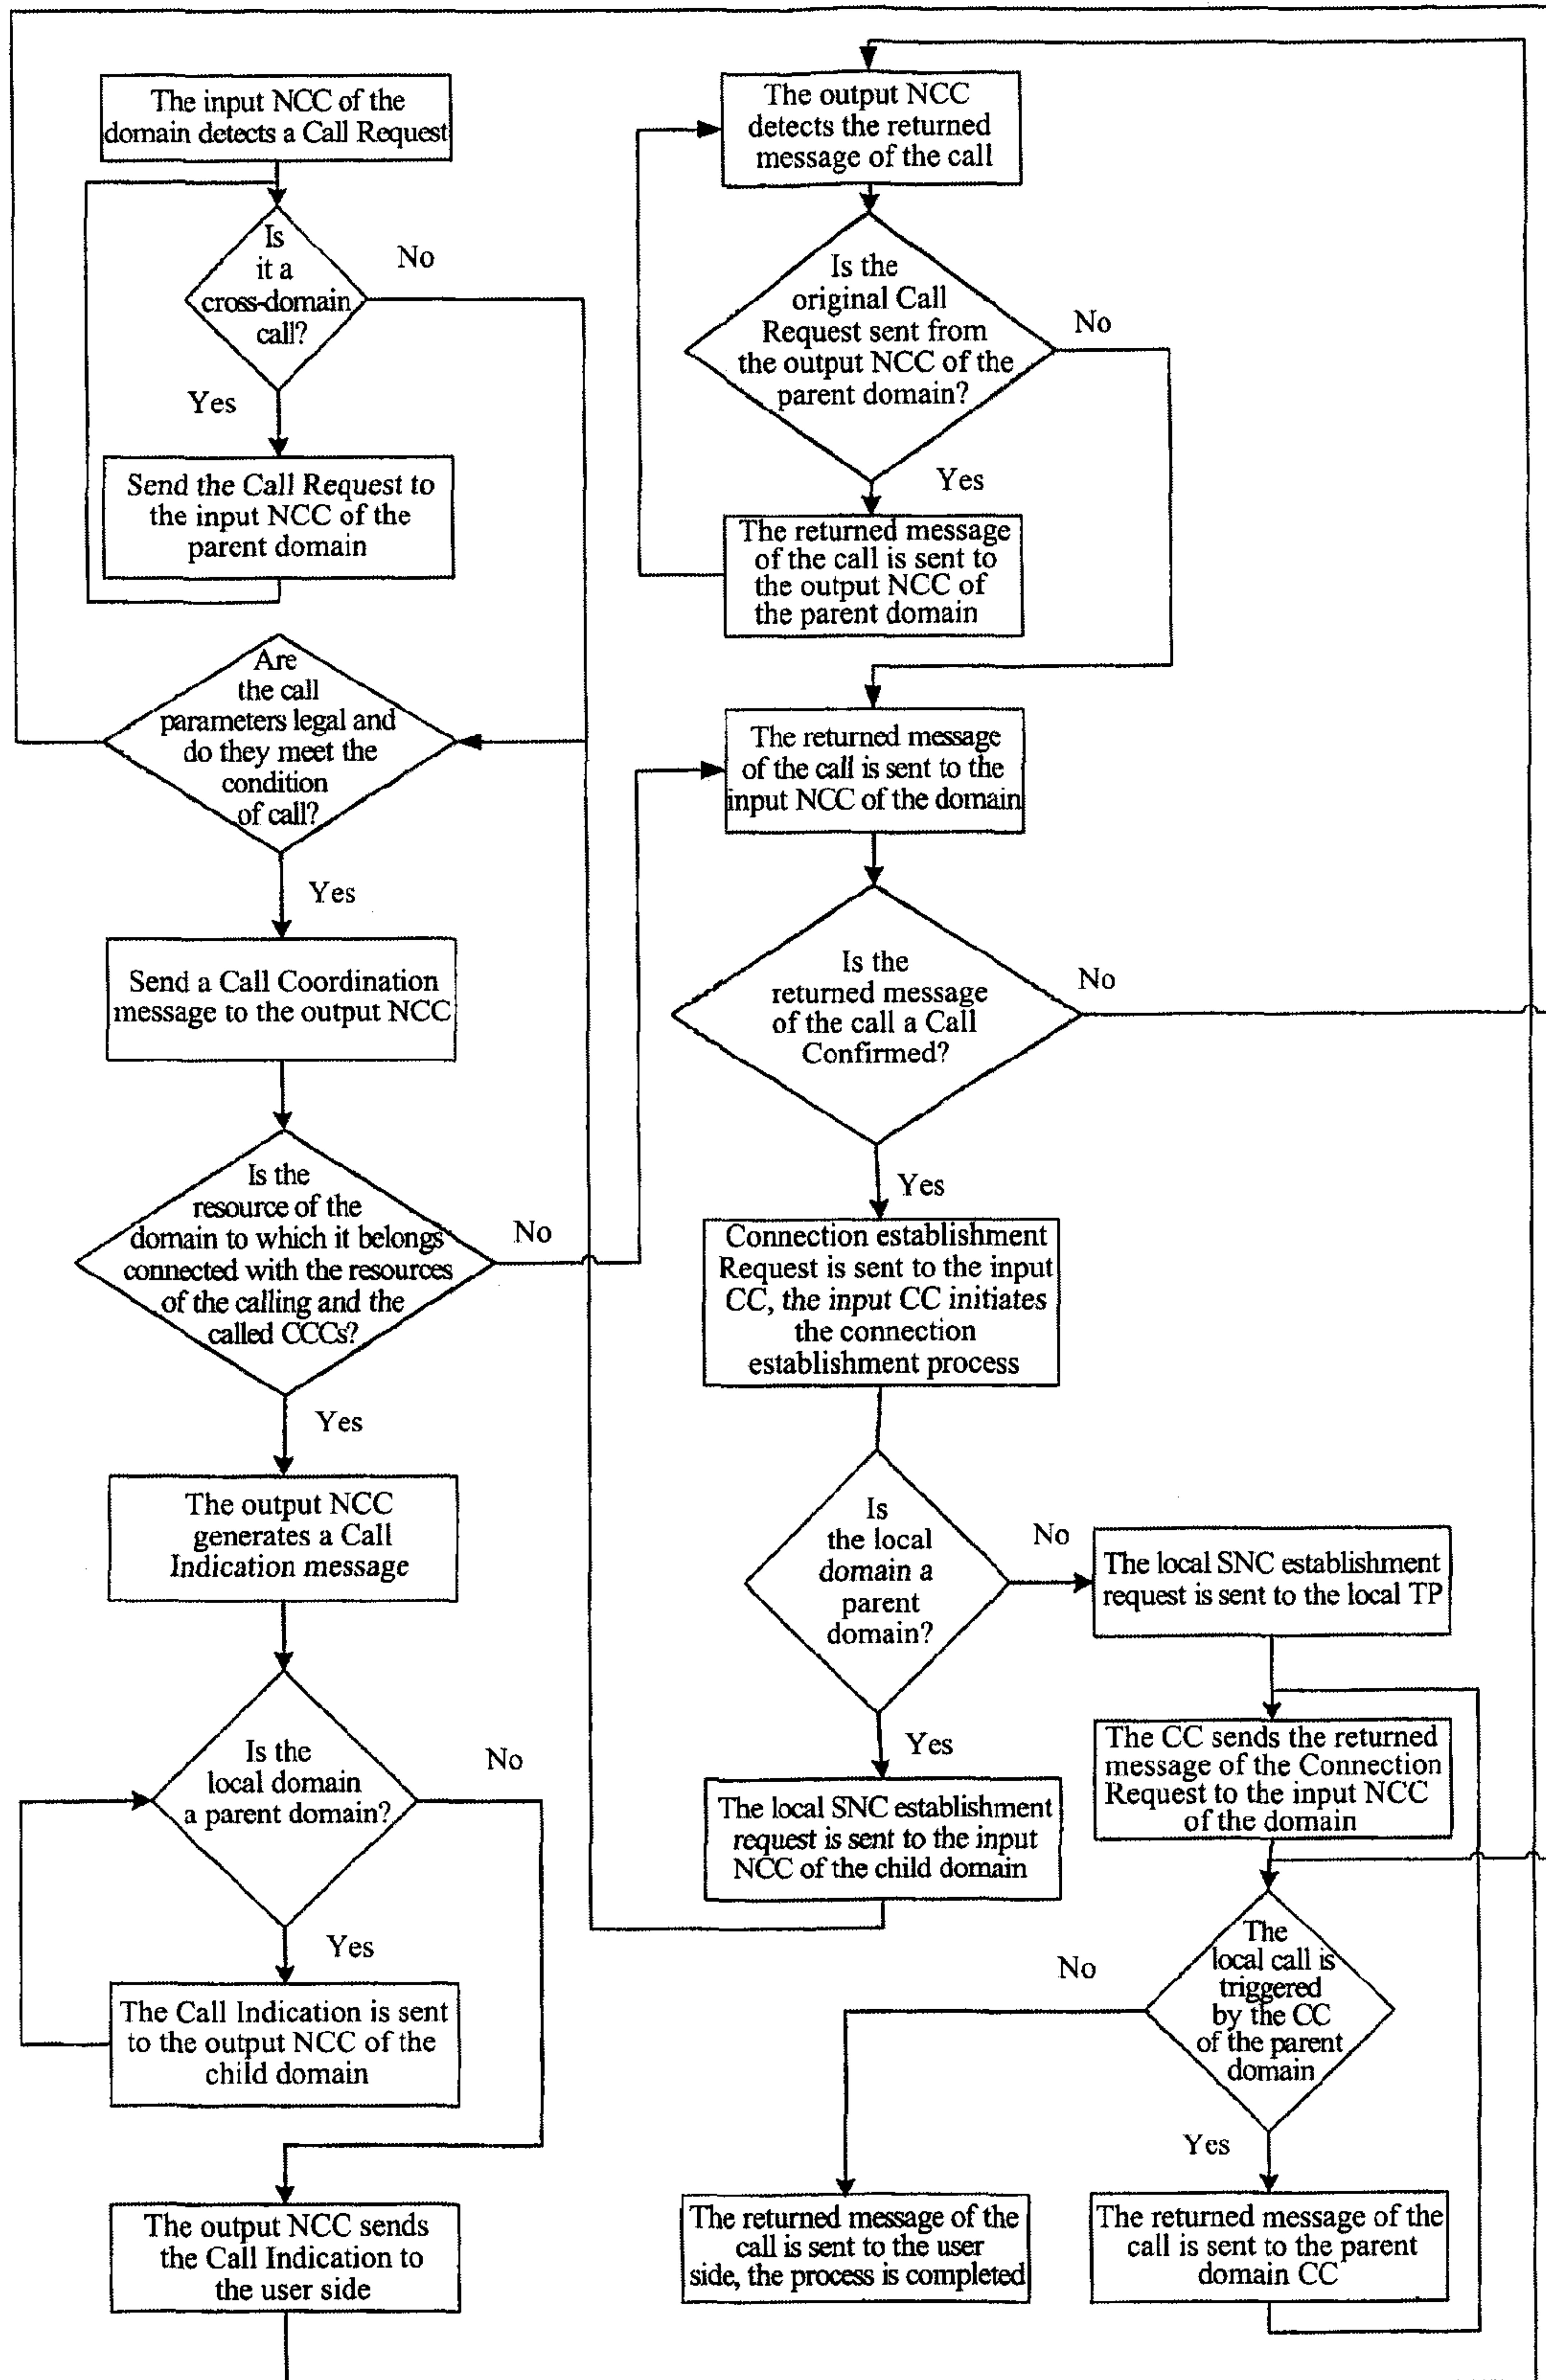 The input NCC of the
domain detects a Call Request
Is
it a
cross-domain
call?
No
Yes
Send the Call Request to
the input NCC of the
parent domain
Are
the call
parameters legal and
do they meet the
condition
of call?
Yes
Send a Call Coordination
message to the output NCC
Is the
resource of the
domain to which it belongs
connected with the resources
of the calling and the
called CCCs?
No
Yes
The output NCC
generates a Call
Indication message
Is the
local domain
a parent domain?
No
Yes
The Call Indication is sent
to the output NCC of the
child domain
The output NCC sends
the Call Indication to
the user side
The output NCC
detects the returned
message of the call
Is the
original Call
Request sent from
the output NCC of the
parent domain?
No
Yes
The returned message
of the call is sent to
the output NCC of
the parent domain
The returned message
of the call is sent to the
input NCC of the domain
Is the
returned message
of the call a Call
Confirmed?
No
Yes
Connection establishment
Request is sent to the input
CC, the input CC initiates
the connection
establishment process
Is
the local
domain a
parent
domain?
No
Yes
The local SNC establishment
request is sent to the input
NCC of the child domain
The local SNC establishment
request is sent to the local TP
The CC sends the returned
message of the Connection
Request to the input NCC
of the domain
The
local call is
triggered
by the CC
of the parent
domain
No
Yes
The returned message of the
call is sent to the user
side, the process is completed
The returned message of the
call is sent to the parent
domain CC